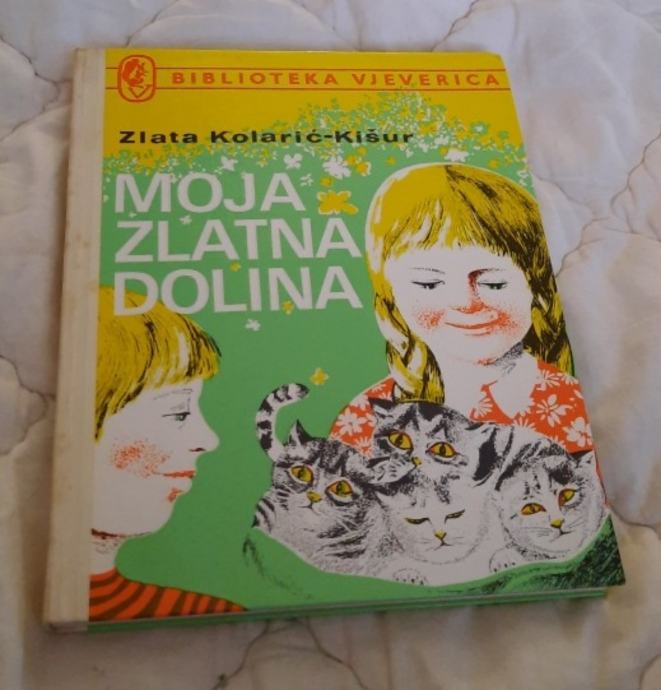 BIBLIOTEKA VJEVERICA
Zlata Kolarić-Kišur
MOJA
ZLATNA
DOLINA